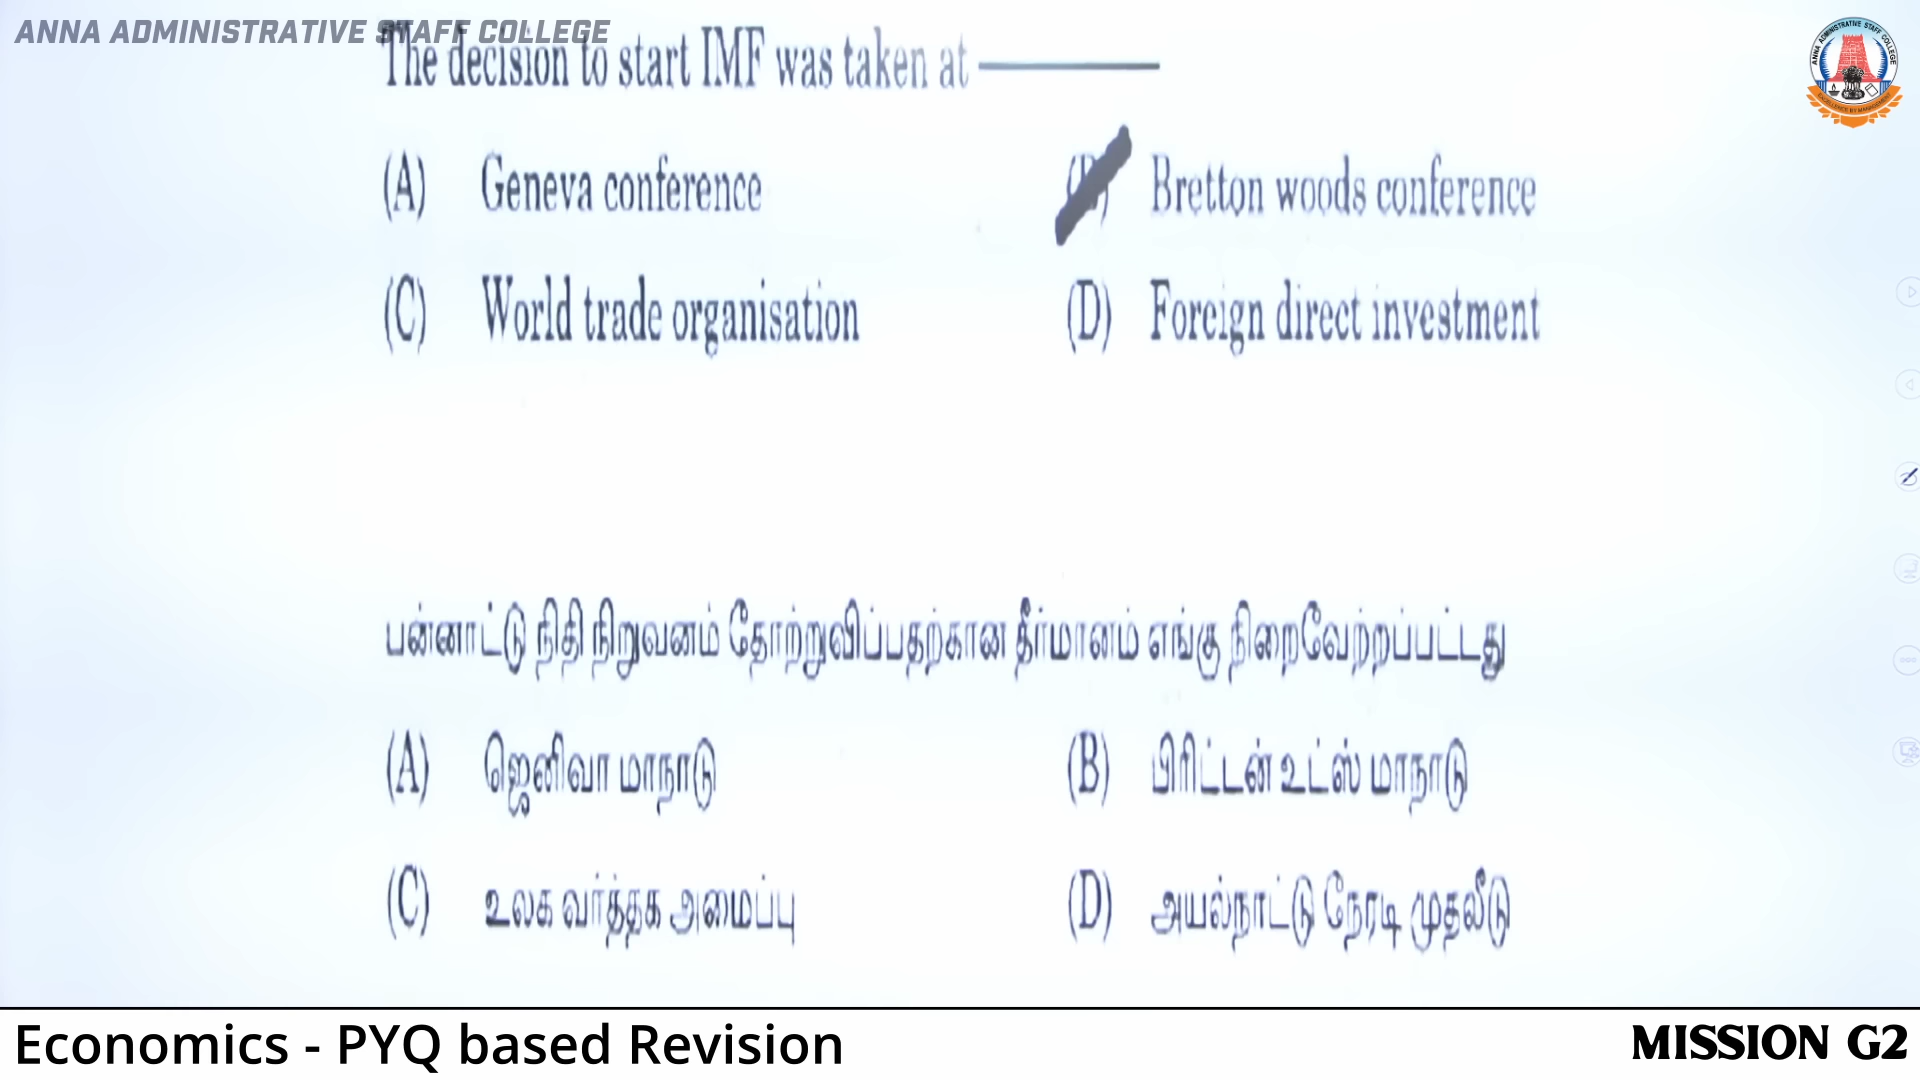 ANNA ADMINISTRATIVE STAFF COLLEGE
The decision to start IMF was taken at
(A) Geneva conference (B) Bretton woods conference
(C) World trade organisation (D) Foreign direct investment
பன்னாட்டு நிதி நிறுவனம் தோற்றுவிப்பதற்கான தீர்மானம் எங்கு நிறைவேற்றப்பட்டது
(A) ஜெனிவா மாநாடு (B) பிரிட்டன் உட்ஸ் மாநாடு
(C) உலக வர்த்தக அமைப்பு (D) அயல்நாட்டு நேரடி முதலீடு
Economics - PYQ based Revision
MISSION G2